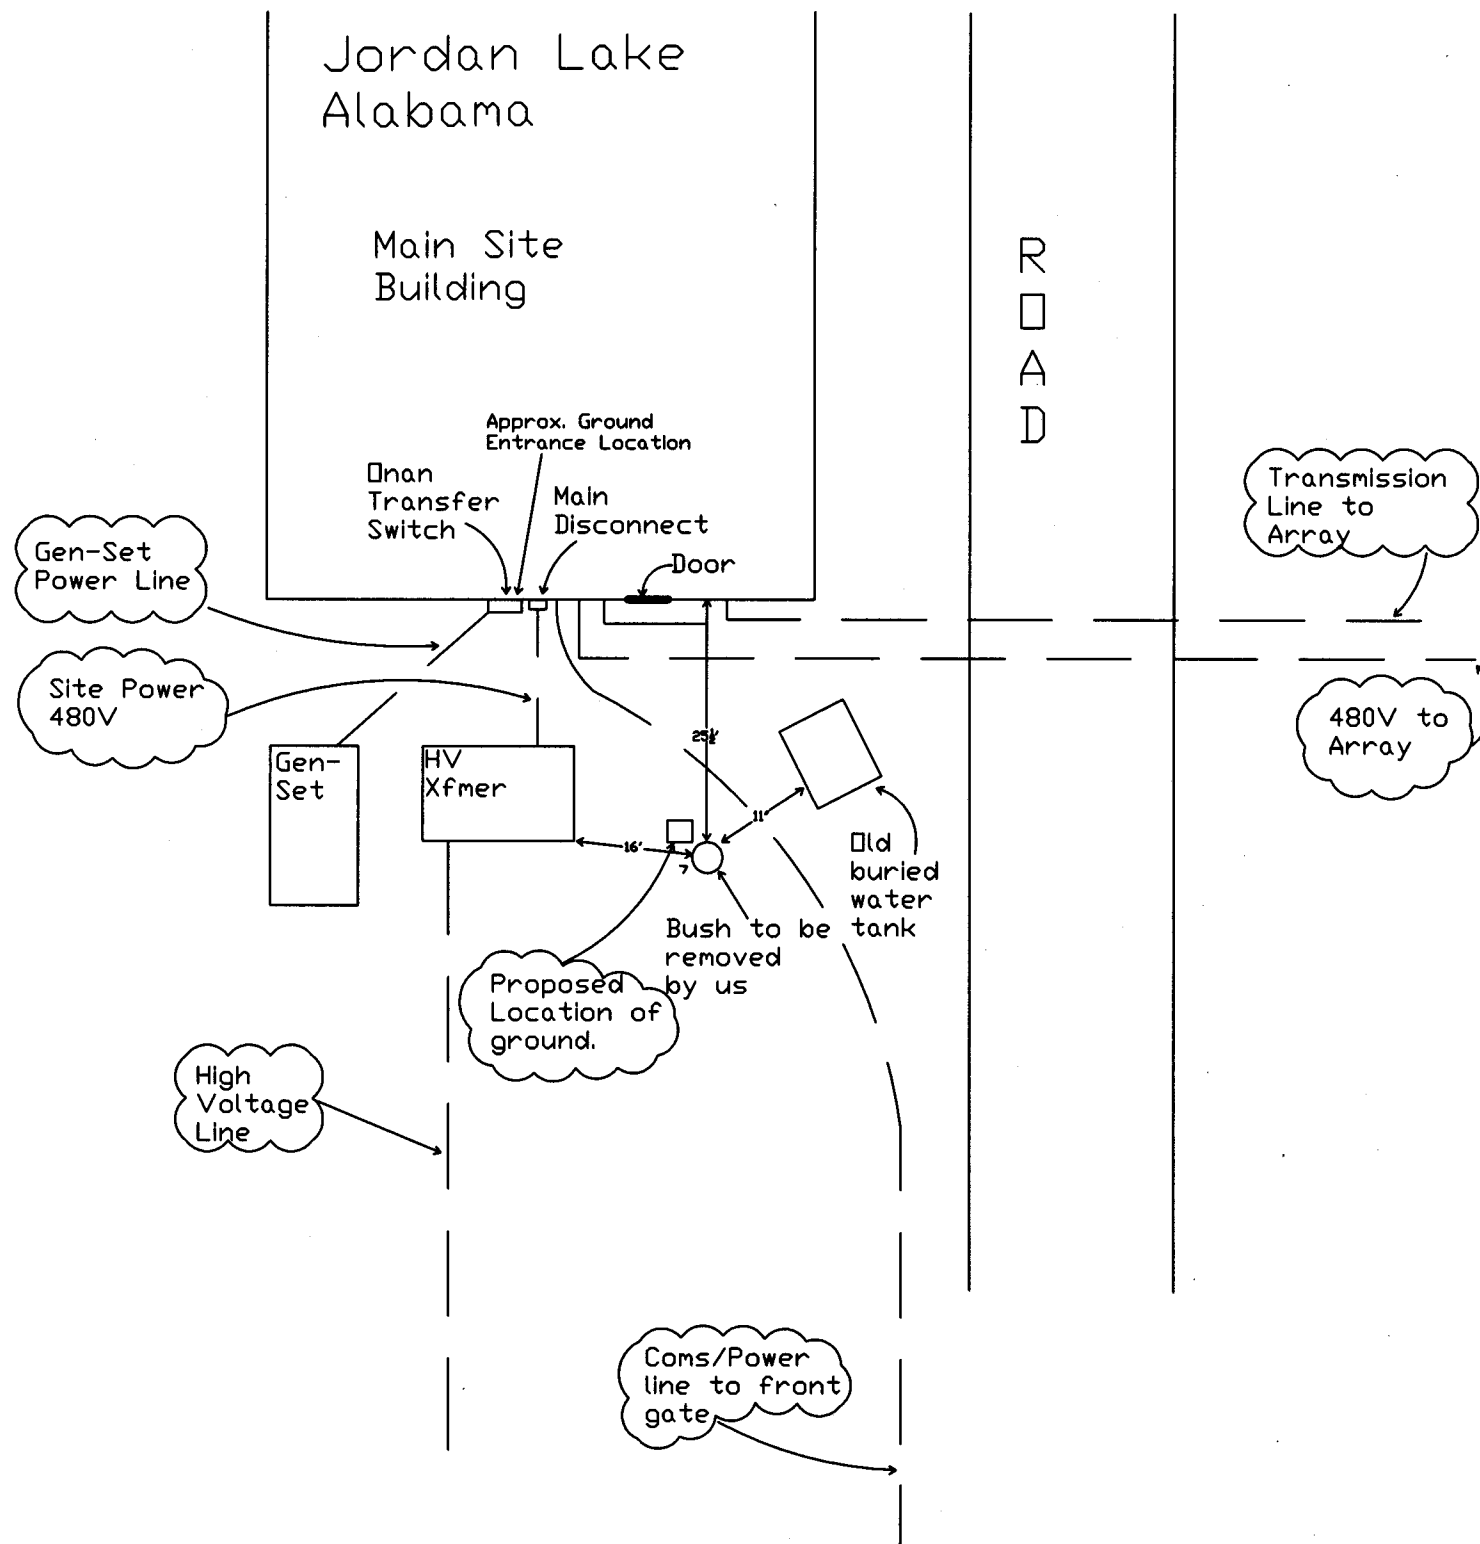 Jordan Lake
Alabama
Main Site
Building
R
O
A
D
Approx. Ground
Entrance Location
Onan
Transfer
Switch
Main
Disconnect
Door
Transmission
Line to
Array
Gen-Set
Power Line
Site Power
480V
480V to
Array
Gen-
Set
HV
Xfmer
25½'
11'
16'
Old
buried
water
tank
Bush to be
removed
by us
Proposed
Location of
ground.
High
Voltage
Line
Coms/Power
line to front
gate